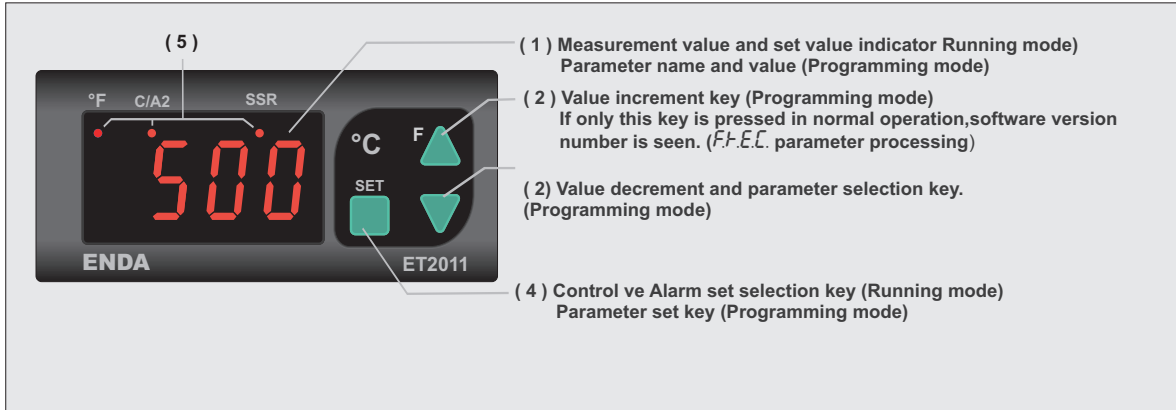 ( 5 )
( 1 ) Measurement value and set value indicator Running mode)
Parameter name and value (Programming mode)
°F C/A2 SSR
500
°C
F
SET
ENDA
ET2011
( 2 ) Value increment key (Programming mode)
If only this key is pressed in normal operation,software version
number is seen. (F.t.E.C. parameter processing)
(2) Value decrement and parameter selection key.
(Programming mode)
( 4 ) Control ve Alarm set selection key (Running mode)
Parameter set key (Programming mode)